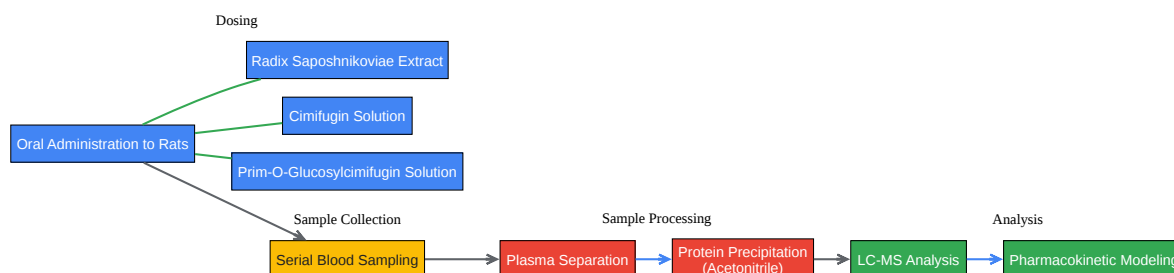 Dosing
Radix Saposhnikoviae Extract
Cimifugin Solution
Oral Administration to Rats
Prim-O-Glucosylcimifugin Solution
Sample Collection
Sample Processing
Analysis
Serial Blood Sampling
Plasma Separation
Protein Precipitation
(Acetonitrile)
LC-MS Analysis
Pharmacokinetic Modeling